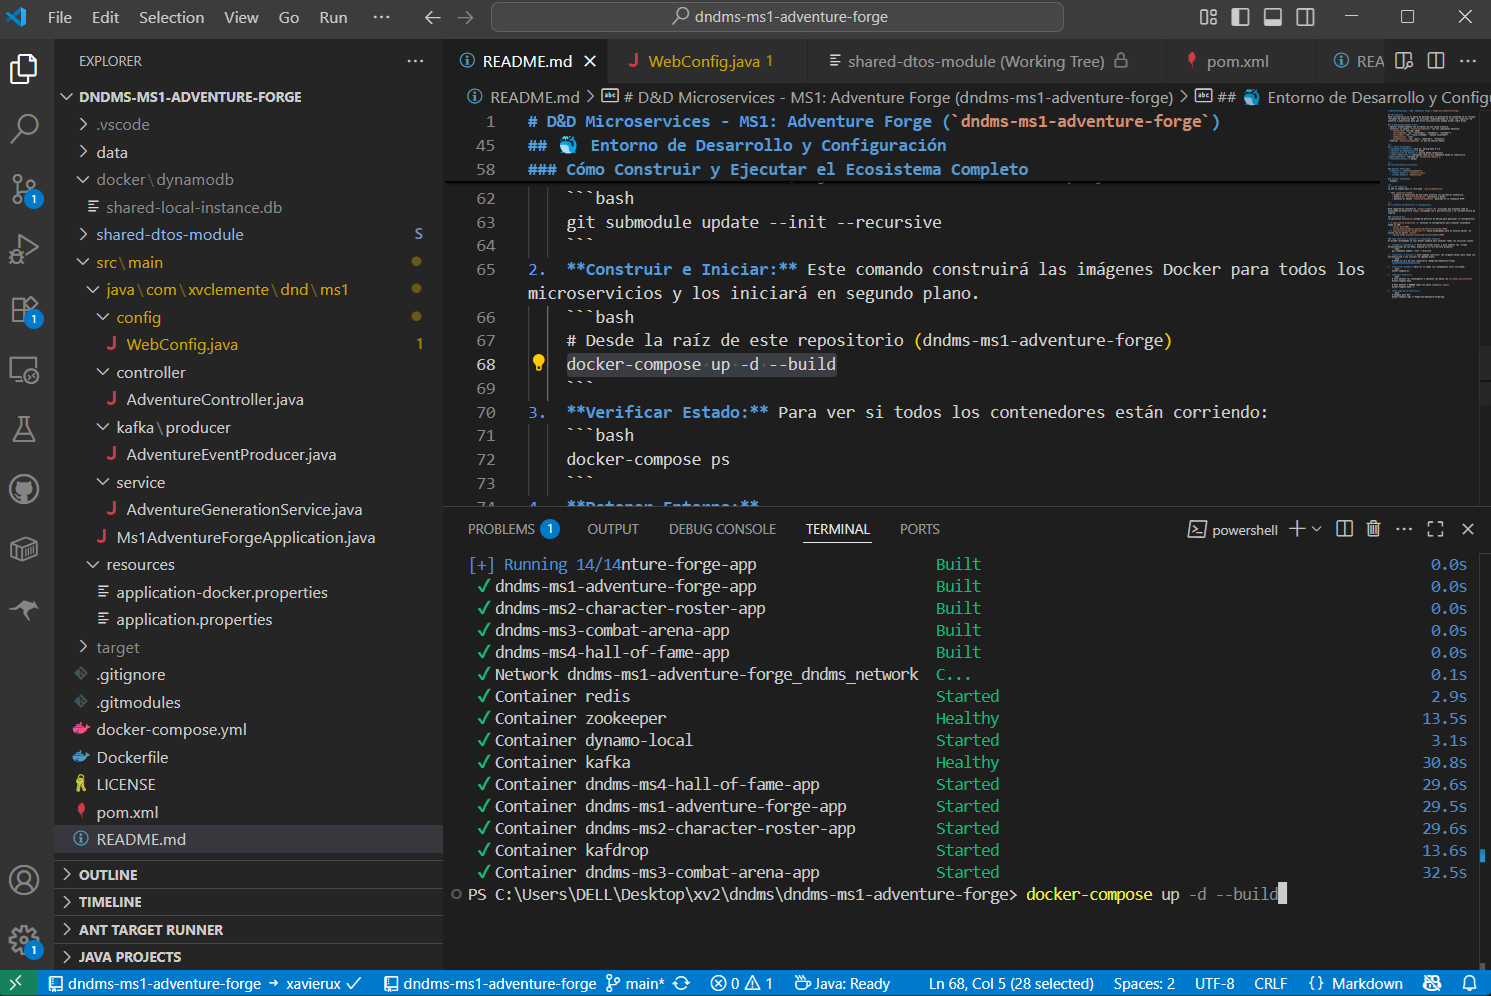 File Edit Selection View Go Run ··· dndms-ms1-adventure-forge
EXPLORER ···
DNDMS-MS1-ADVENTURE-FORGE
.vscode
data
docker\dynamodb
shared-local-instance.db
shared-dtos-module S
src\main
java\com\xvclemente\dnd\ms1
config
WebConfig.java 1
controller
AdventureController.java
kafka\producer
AdventureEventProducer.java
service
AdventureGenerationService.java
Ms1AdventureForgeApplication.java
resources
application-docker.properties
application.properties
target
.gitignore
.gitmodules
docker-compose.yml
Dockerfile
LICENSE
pom.xml
README.md
OUTLINE
TIMELINE
ANT TARGET RUNNER
JAVA PROJECTS
1
1
1
README.md WebConfig.java 1 shared-dtos-module (Working Tree) pom.xml REA
README.md > # D&D Microservices - MS1: Adventure Forge (dndms-ms1-adventure-forge) > ## 🐳 Entorno de Desarrollo y Configu
1 # D&D Microservices - MS1: Adventure Forge (`dndms-ms1-adventure-forge`)
45 ## 🐳 Entorno de Desarrollo y Configuración
58 ### Cómo Construir y Ejecutar el Ecosistema Completo
62 ```bash
63 git submodule update --init --recursive
64 ```
65 2. **Construir e Iniciar:** Este comando construirá las imágenes Docker para todos los
microservicios y los iniciará en segundo plano.
66 ```bash
67 # Desde la raíz de este repositorio (dndms-ms1-adventure-forge)
68 docker-compose up -d --build
69 ```
70 3. **Verificar Estado:** Para ver si todos los contenedores están corriendo:
71 ```bash
72 docker-compose ps
73 ```
74 4. **Detener Entorno:**
PROBLEMS 1 OUTPUT DEBUG CONSOLE TERMINAL PORTS powershell
[+] Running 14/14nture-forge-app Built 0.0s
✓ dndms-ms1-adventure-forge-app Built 0.0s
✓ dndms-ms2-character-roster-app Built 0.0s
✓ dndms-ms3-combat-arena-app Built 0.0s
✓ dndms-ms4-hall-of-fame-app Built 0.0s
✓ Network dndms-ms1-adventure-forge_dndms_network C... 0.1s
✓ Container redis Started 2.9s
✓ Container zookeeper Healthy 13.5s
✓ Container dynamo-local Started 3.1s
✓ Container kafka Healthy 30.8s
✓ Container dndms-ms4-hall-of-fame-app Started 29.6s
✓ Container dndms-ms1-adventure-forge-app Started 29.5s
✓ Container dndms-ms2-character-roster-app Started 29.6s
✓ Container kafdrop Started 13.6s
✓ Container dndms-ms3-combat-arena-app Started 32.5s
PS C:\Users\DELL\Desktop\xv2\dndms\dndms-ms1-adventure-forge> docker-compose up -d --build
dndms-ms1-adventure-forge → xavierux ✓ dndms-ms1-adventure-forge main* 0 1 Java: Ready Ln 68, Col 5 (28 selected) Spaces: 2 UTF-8 CRLF {} Markdown